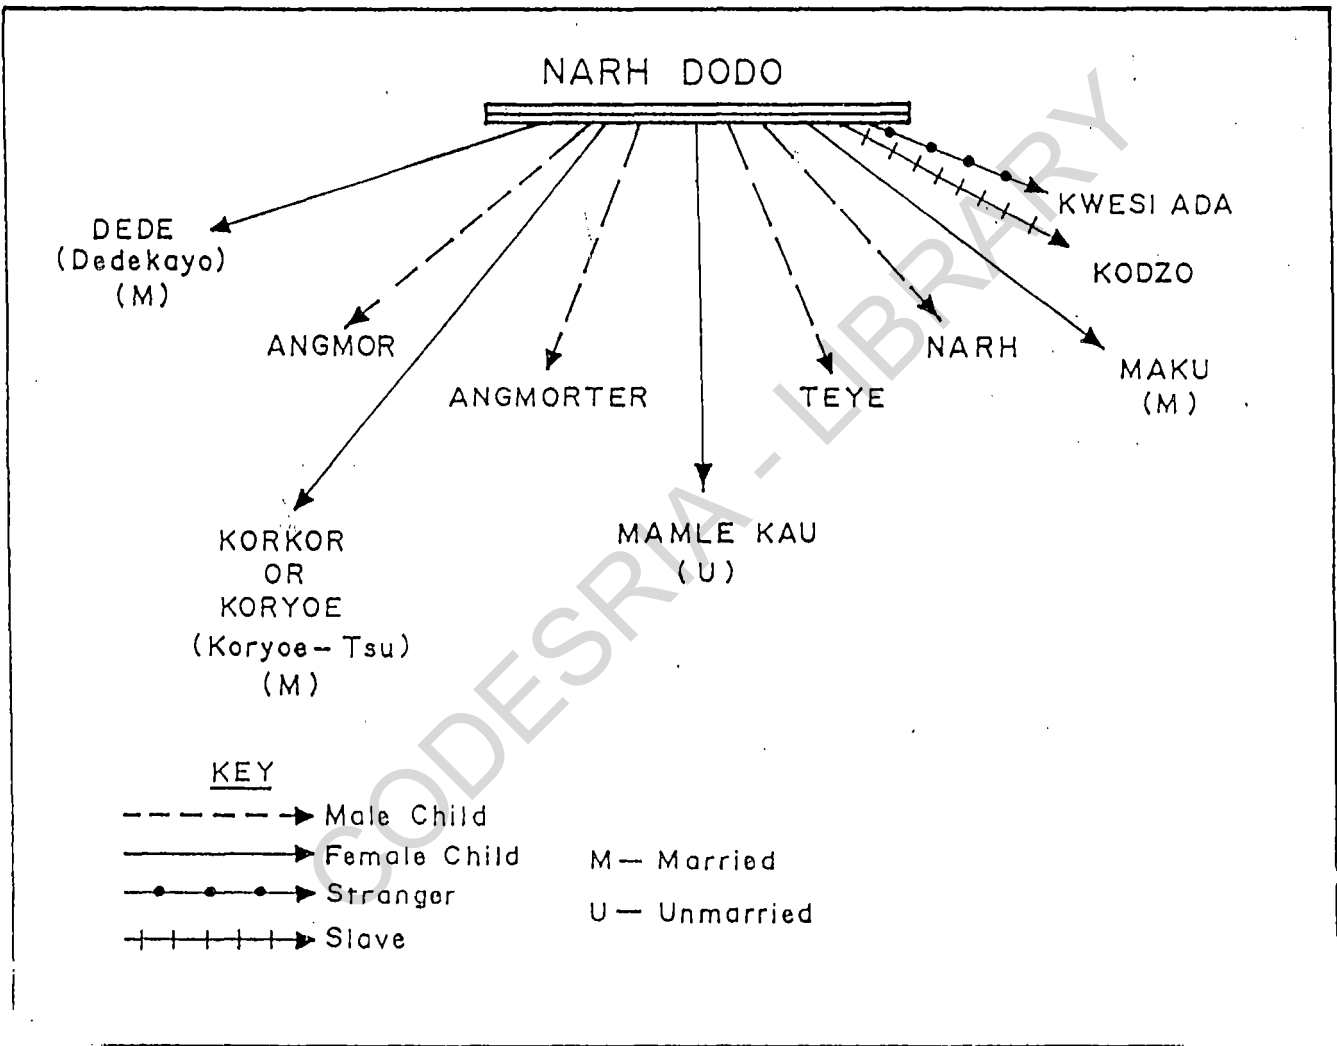 NARH DODO
DEDE
(Dedekayo)
(M)
ANGMOR
KORKOR
OR
KORYOE
(Koryoe-Tsu)
(M)
ANGMORTER
MAMLE KAU
(U)
TEYE
NARH
MAKU
(M)
KODZO
KWESI ADA
KEY
Male Child
Female Child
Stranger
Slave
M — Married
U — Unmarried
CODESRIA - LIBRARY